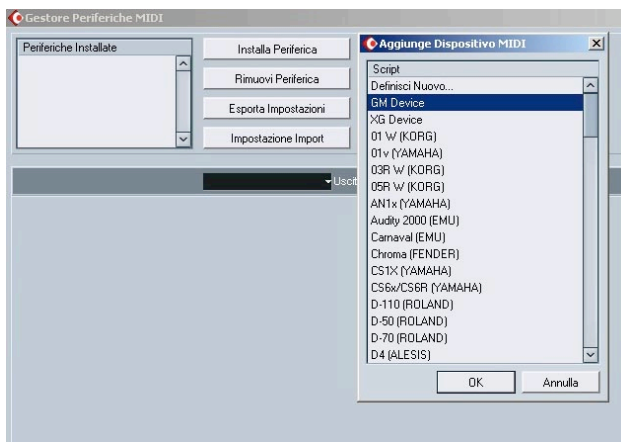 Gestore Periferiche MIDI
Periferiche Installate
Installa Periferica
Rimuovi Periferica
Esporta Impostazioni
Impostazione Import
Uscit
Aggiunge Dispositivo MIDI
Script
Definisci Nuovo...
GM Device
XG Device
01 W (KORG)
01v (YAMAHA)
03R W (KORG)
05R W (KORG)
AN1x (YAMAHA)
Audity 2000 (EMU)
Carnaval (EMU)
Chroma (FENDER)
CS1X (YAMAHA)
CS6x/CS6R (YAMAHA)
D-110 (ROLAND)
D-50 (ROLAND)
D-70 (ROLAND)
D4 (ALESIS)
OK
Annulla